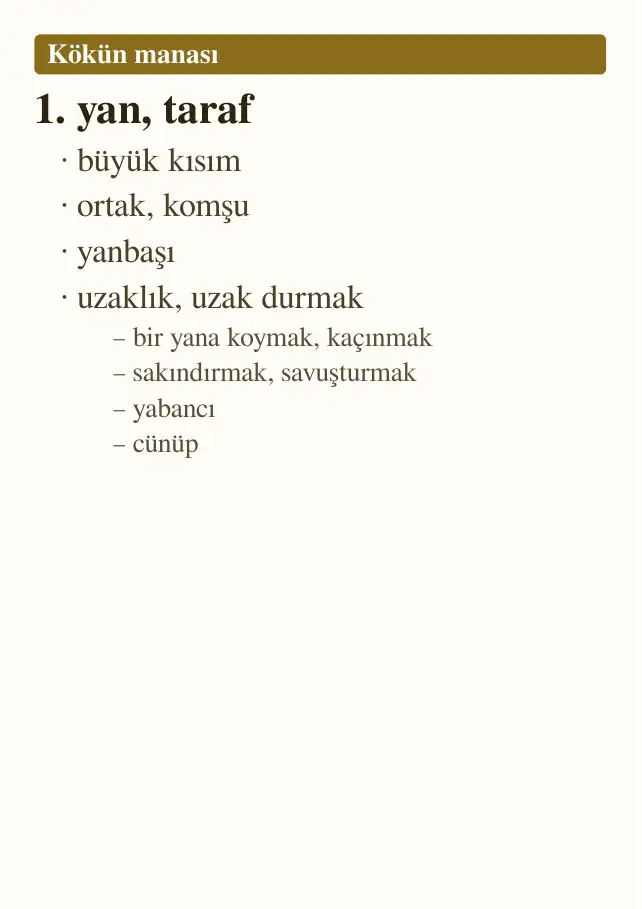 Kökün manası
1. yan, taraf
· büyük kısım
· ortak, komşu
· yanbaşı
· uzaklık, uzak durmak
– bir yana koymak, kaçınmak
– sakındırmak, savuşturmak
– yabancı
– cünüp